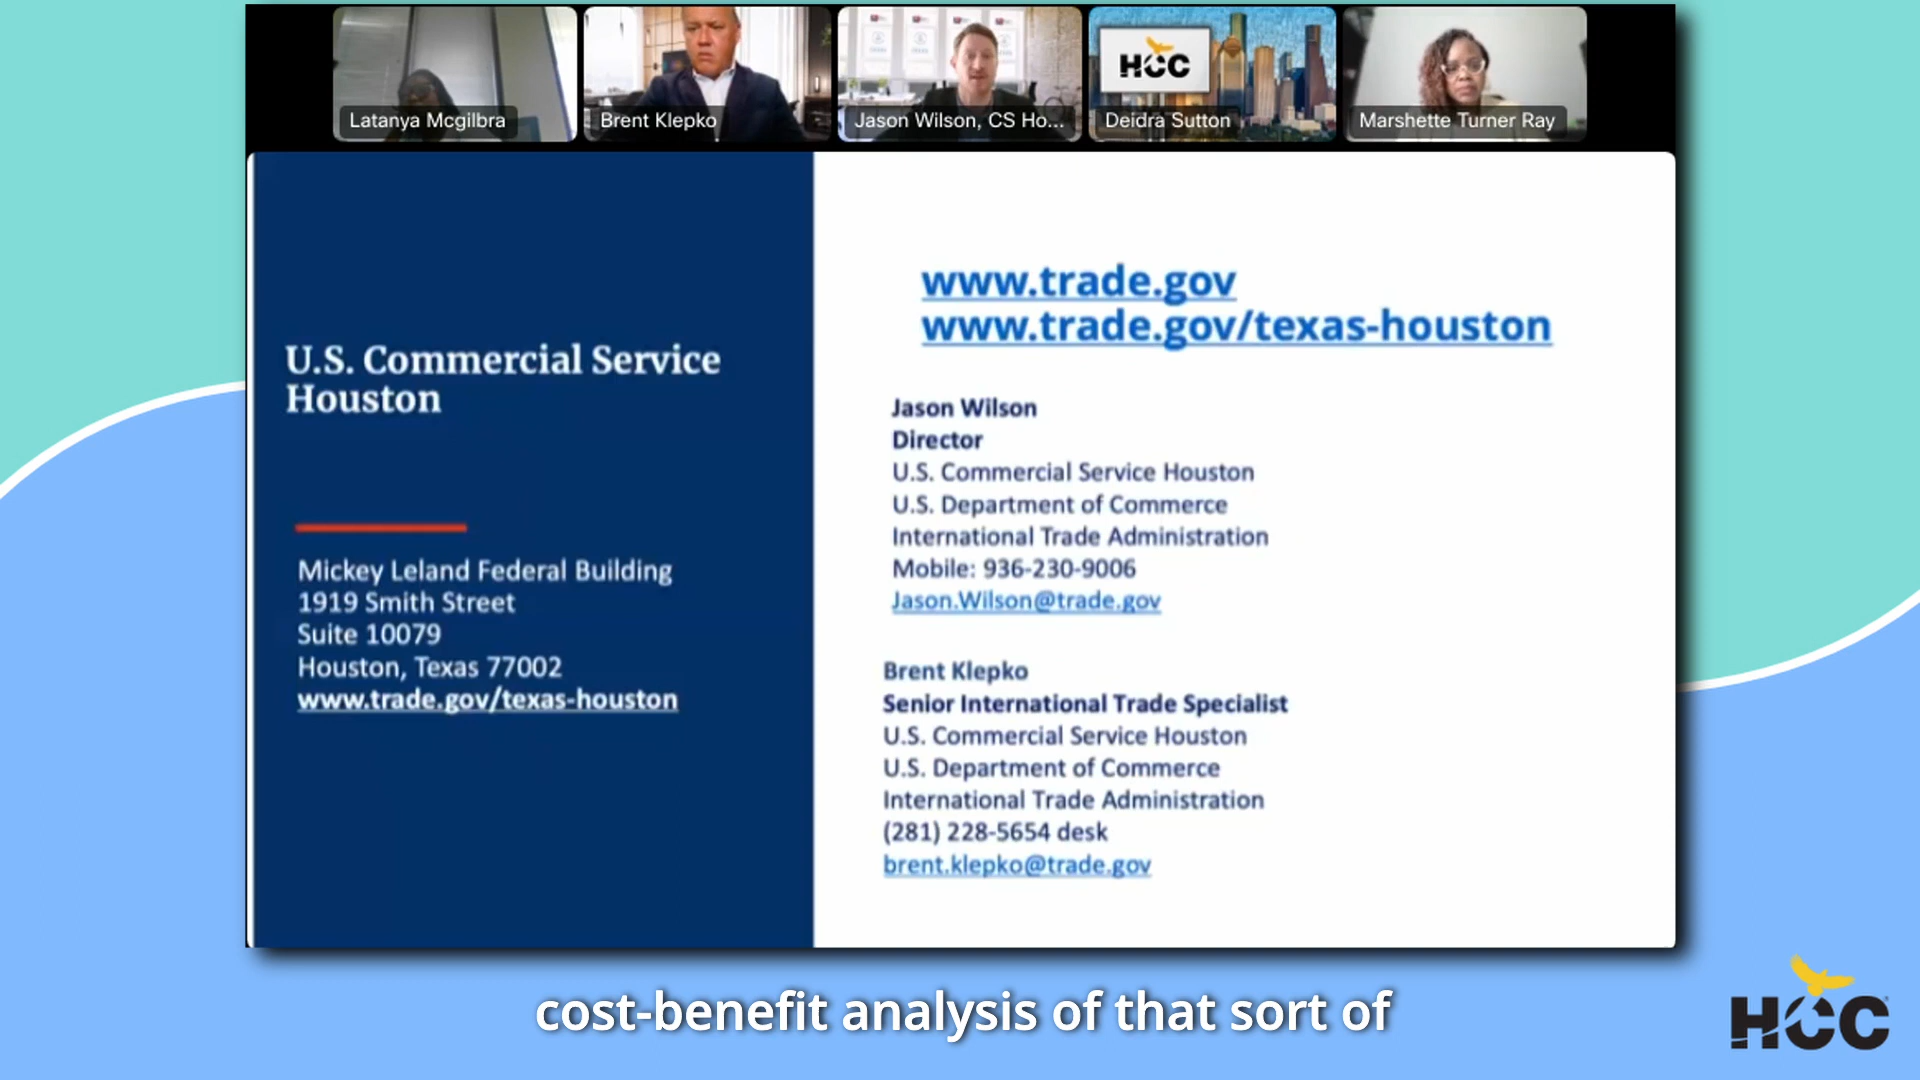 HCC
Latanya Mcgilbra
Brent Klepko
Jason Wilson, CS Ho...
Deidra Sutton
Marshette Turner Ray
U.S. Commercial Service
Houston
Mickey Leland Federal Building
1919 Smith Street
Suite 10079
Houston, Texas 77002
www.trade.gov/texas-houston
www.trade.gov
www.trade.gov/texas-houston
Jason Wilson
Director
U.S. Commercial Service Houston
U.S. Department of Commerce
International Trade Administration
Mobile: 936-230-9006
Jason.Wilson@trade.gov
Brent Klepko
Senior International Trade Specialist
U.S. Commercial Service Houston
U.S. Department of Commerce
International Trade Administration
(281) 228-5654 desk
brent.klepko@trade.gov
cost-benefit analysis of that sort of
HCC